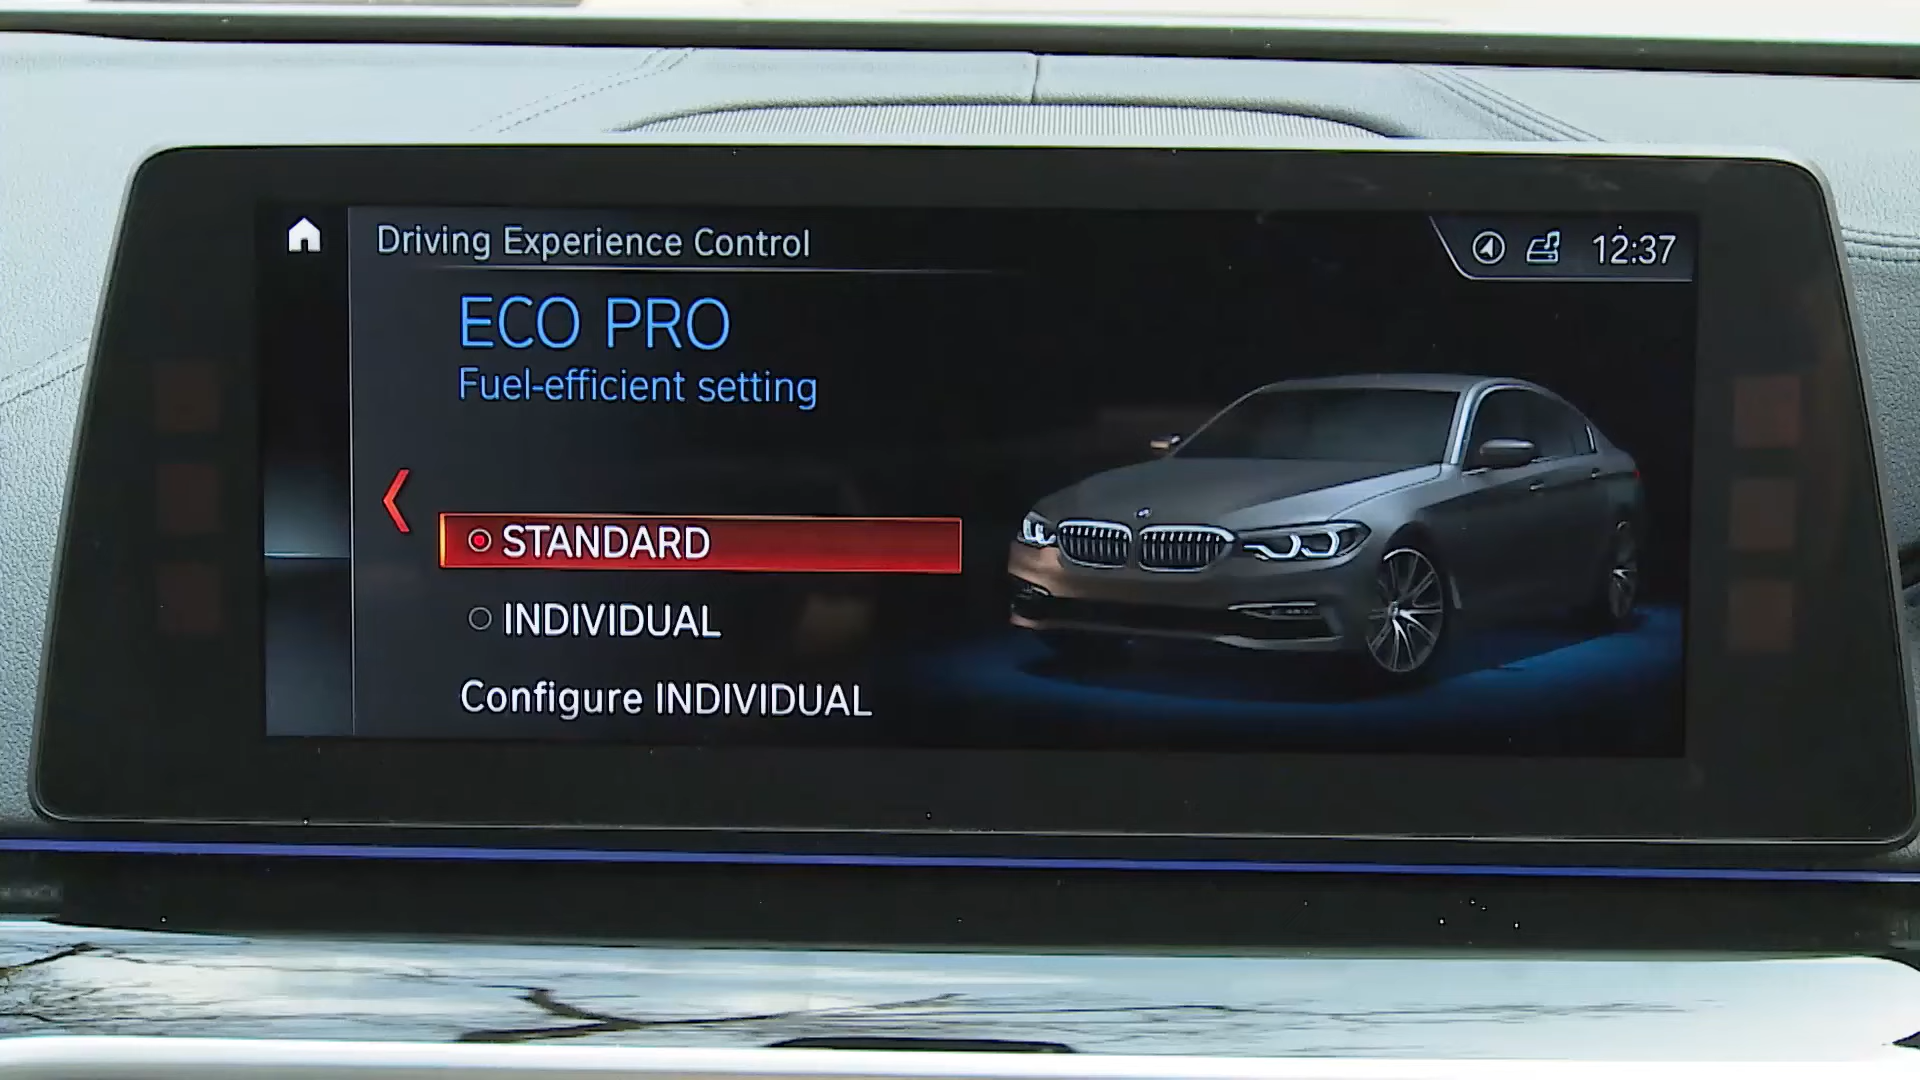 Driving Experience Control
12:37
ECO PRO
Fuel-efficient setting
STANDARD
INDIVIDUAL
Configure INDIVIDUAL